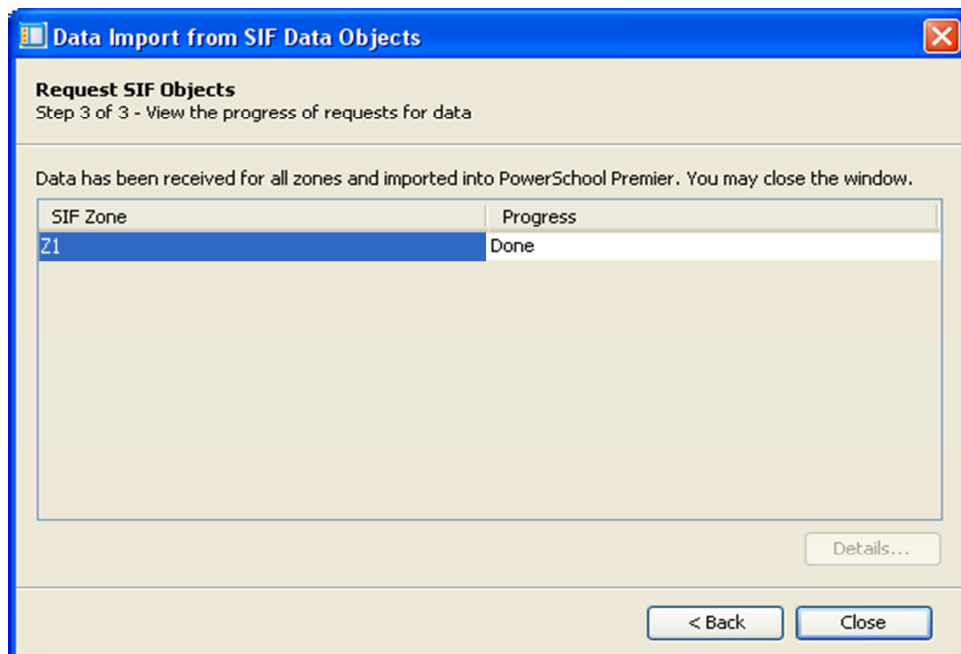 Data Import from SIF Data Objects
Request SIF Objects
Step 3 of 3 - View the progress of requests for data
Data has been received for all zones and imported into PowerSchool Premier. You may close the window.
SIF Zone Progress
Z1 Done
Details...
< Back Close